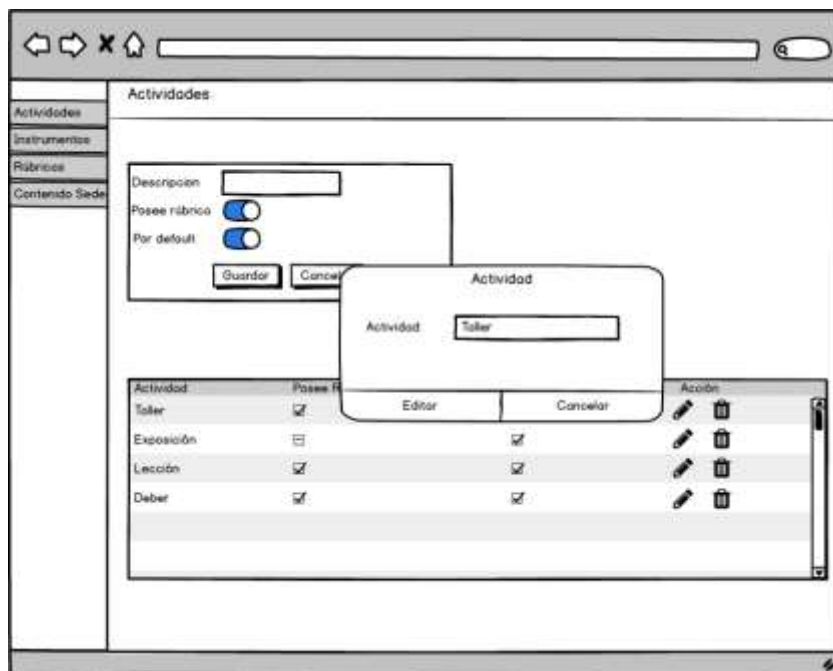 Actividades
Actividades
Instrumentos
Rúbricas
Contenido Sede
Descripcion
Posee rúbrica
Por default
Guardar
Actividad
Actividad
Taller
Editar
Cancelar
Actividad
Posee
Acción
Taller
Exposición
Lección
Deber